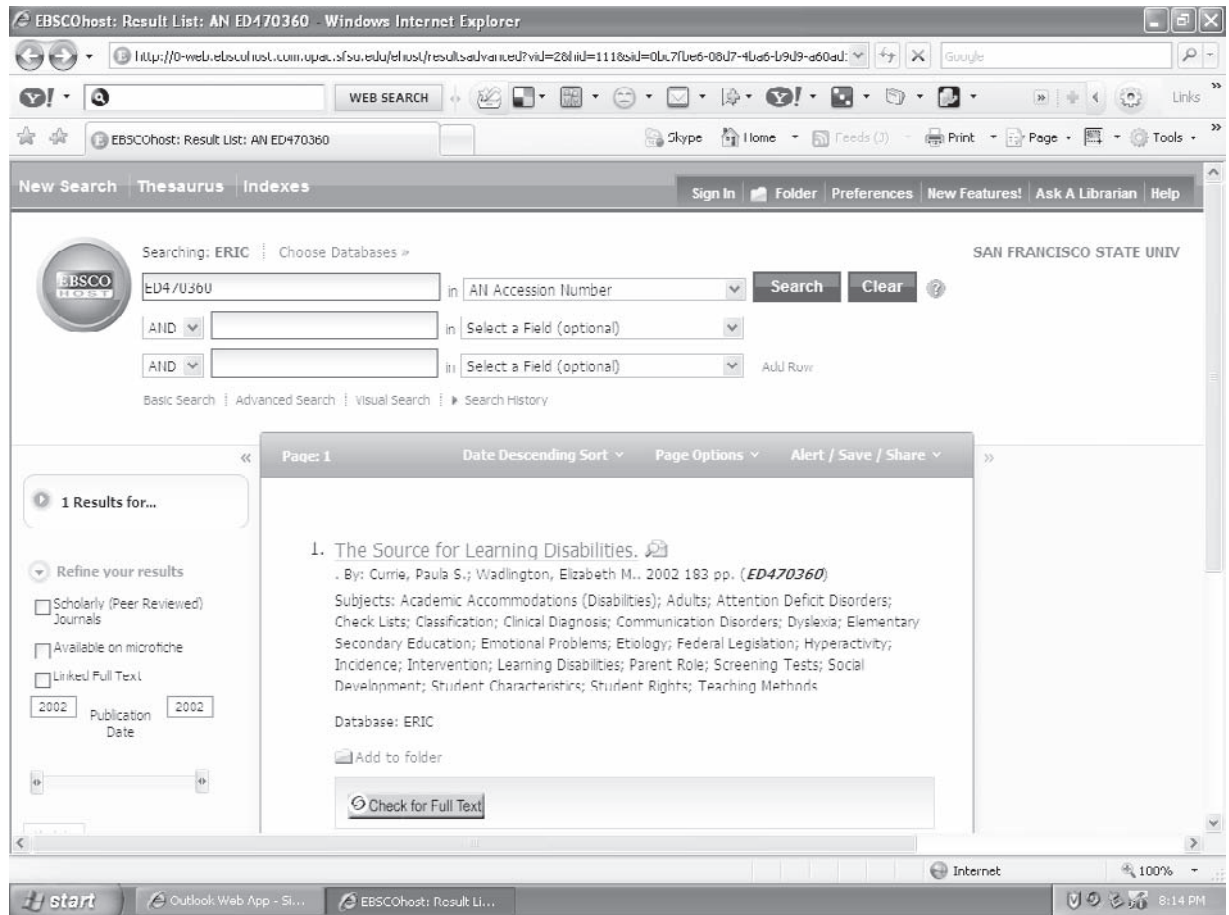 EBSCOhost: Result List: AN ED470360 - Windows Internet Explorer
Google
WEB SEARCH
Links
EBSCOhost: Result List: AN ED470360
Skype Home Feeds (J) Print Page Tools
New Search Thesaurus Indexes
Sign In Folder Preferences New Features! Ask A Librarian Help
Searching: ERIC Choose Databases »
SAN FRANCISCO STATE UNIV
EBSCO
HOST
ED470360 in AN Accession Number Search Clear
AND in Select a Field (optional)
AND in Select a Field (optional) Add Row
Basic Search Advanced Search Visual Search Search History
« Page: 1 Date Descending Sort Page Options Alert / Save / Share »
1 Results for...
Refine your results
Scholarly (Peer Reviewed)
Journals
Available on microfiche
Linked Full Text
2002 Publication 2002
Date
1. The Source for Learning Disabilities.
. By: Currie, Paula S.; Wadlington, Elizabeth M.. 2002 183 pp. (ED470360)
Subjects: Academic Accommodations (Disabilities); Adults; Attention Deficit Disorders;
Check Lists; Classification; Clinical Diagnosis; Communication Disorders; Dyslexia; Elementary
Secondary Education; Emotional Problems; Etiology; Federal Legislation; Hyperactivity;
Incidence; Intervention; Learning Disabilities; Parent Role; Screening Tests; Social
Development; Student Characteristics; Student Rights; Teaching Methods
Database: ERIC
Add to folder
Check for Full Text
Internet 100%
start Outlook Web App - Si... EBSCOhost: Result Li... 8:14 PM